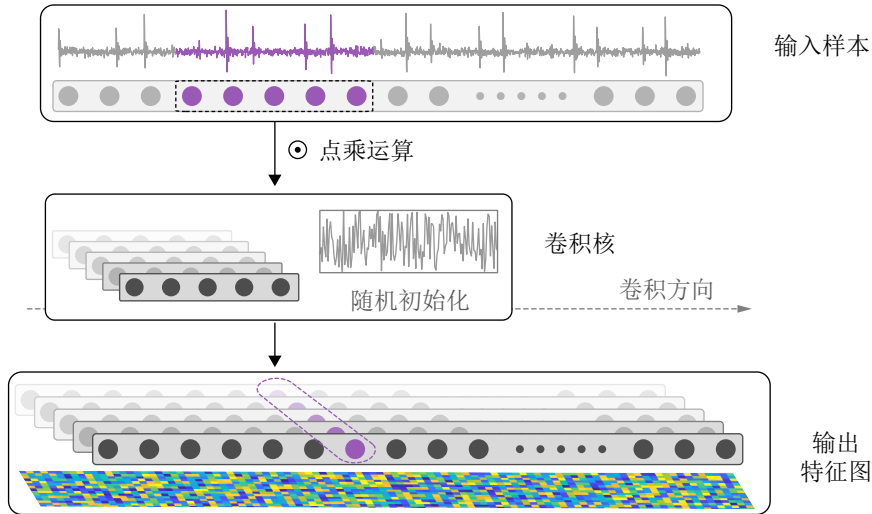 输入样本
⊙ 点乘运算
卷积核
随机初始化
卷积方向
输出
特征图